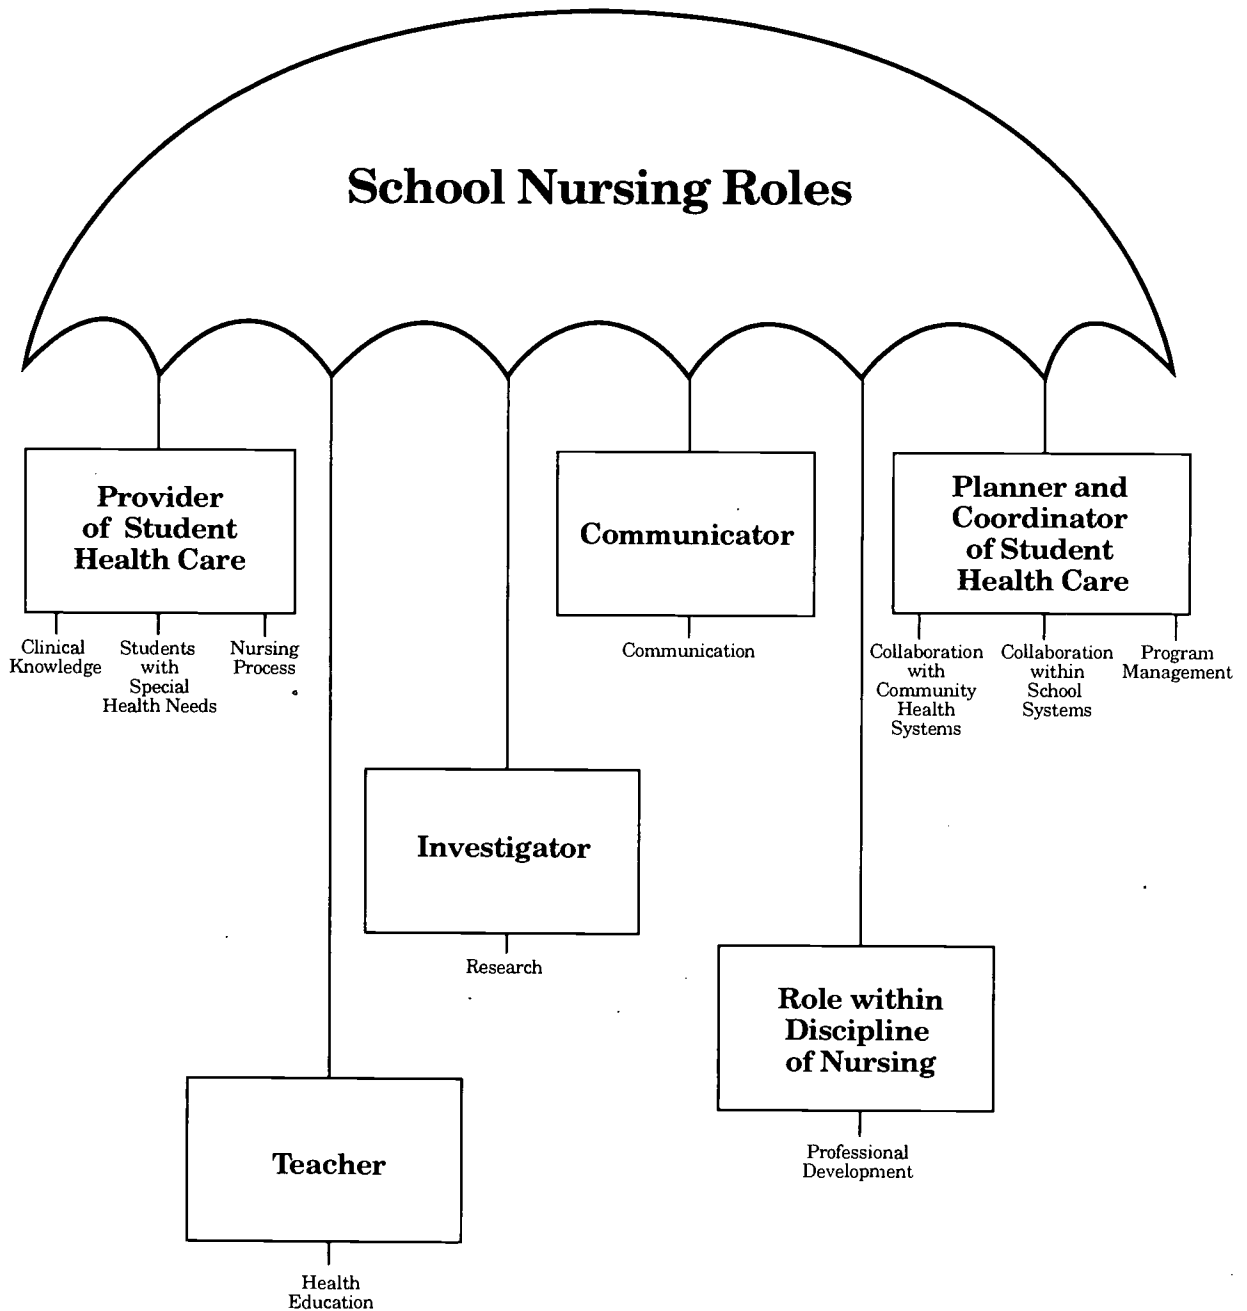 School Nursing Roles
Provider
of Student
Health Care
Clinical
Knowledge
Students
with
Special
Health Needs
Nursing
Process
Communicator
Communication
Planner and
Coordinator
of Student
Health Care
Collaboration
with
Community
Health
Systems
Collaboration
within
School
Systems
Program
Management
Investigator
Research
Role within
Discipline
of Nursing
Professional
Development
Teacher
Health
Education